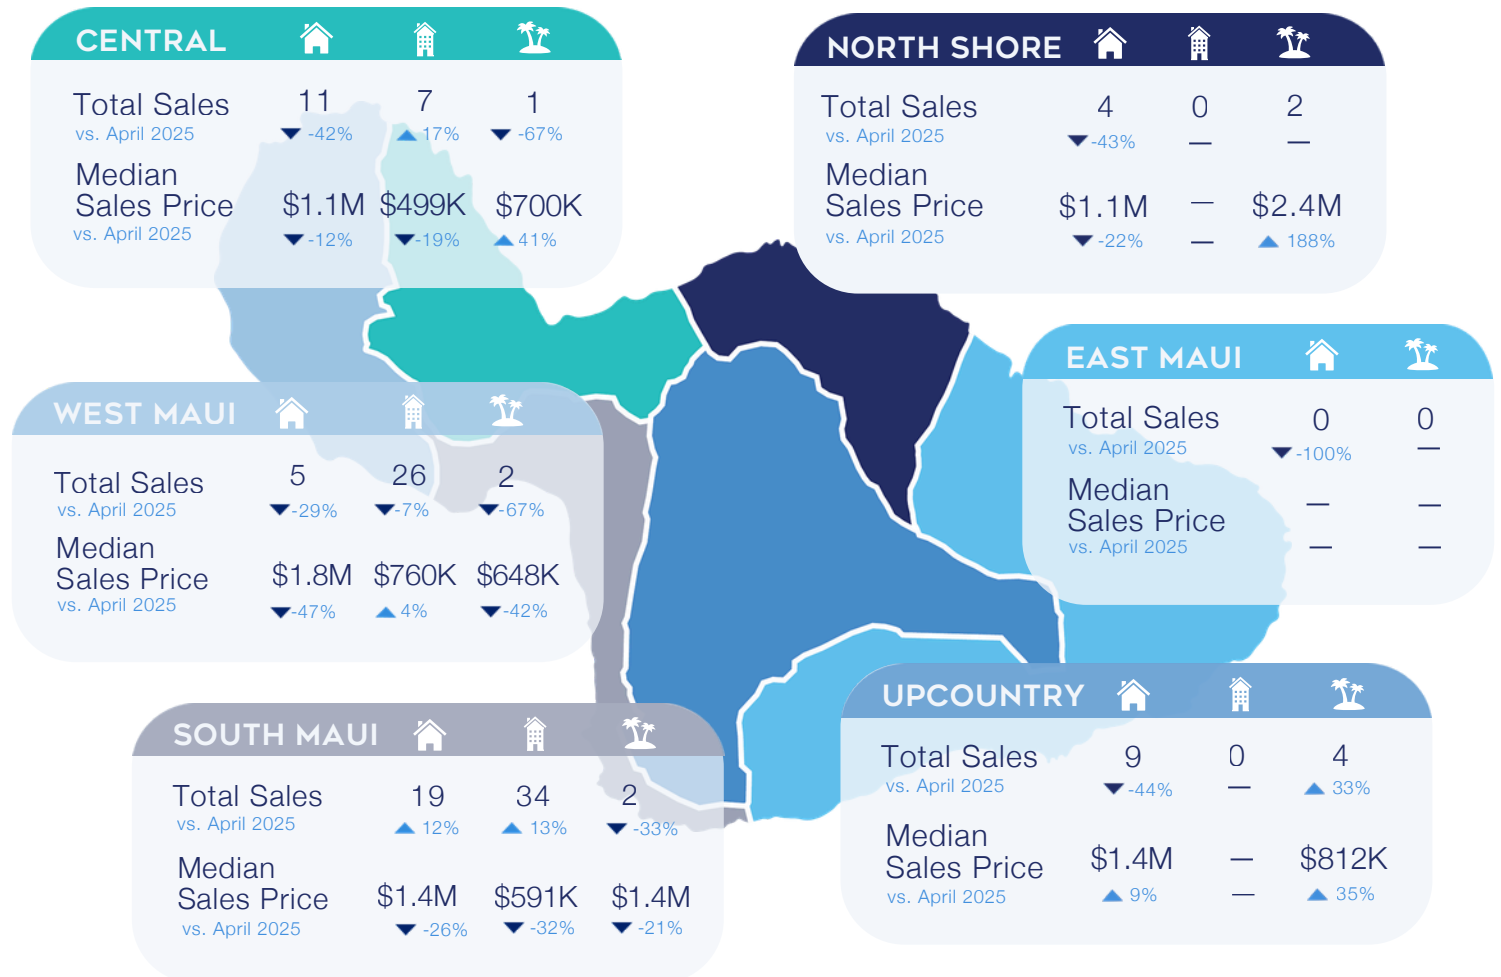 CENTRAL
Total Sales 11 7 1
vs. April 2025 ▼ -42% ▲ 17% ▼ -67%
Median
Sales Price $1.1M $499K $700K
vs. April 2025 ▼ -12% ▼ -19% ▲ 41%
NORTH SHORE
Total Sales 4 0 2
vs. April 2025 ▼ -43% — —
Median
Sales Price $1.1M — $2.4M
vs. April 2025 ▼ -22% — ▲ 188%
EAST MAUI
Total Sales 0 0
vs. April 2025 ▼ -100% —
Median
Sales Price — —
vs. April 2025 — —
WEST MAUI
Total Sales 5 26 2
vs. April 2025 ▼ -29% ▼ -7% ▼ -67%
Median
Sales Price $1.8M $760K $648K
vs. April 2025 ▼ -47% ▲ 4% ▼ -42%
UPCOUNTRY
Total Sales 9 0 4
vs. April 2025 ▼ -44% — ▲ 33%
Median
Sales Price $1.4M — $812K
vs. April 2025 ▲ 9% — ▲ 35%
SOUTH MAUI
Total Sales 19 34 2
vs. April 2025 ▲ 12% ▲ 13% ▼ -33%
Median
Sales Price $1.4M $591K $1.4M
vs. April 2025 ▼ -26% ▼ -32% ▼ -21%